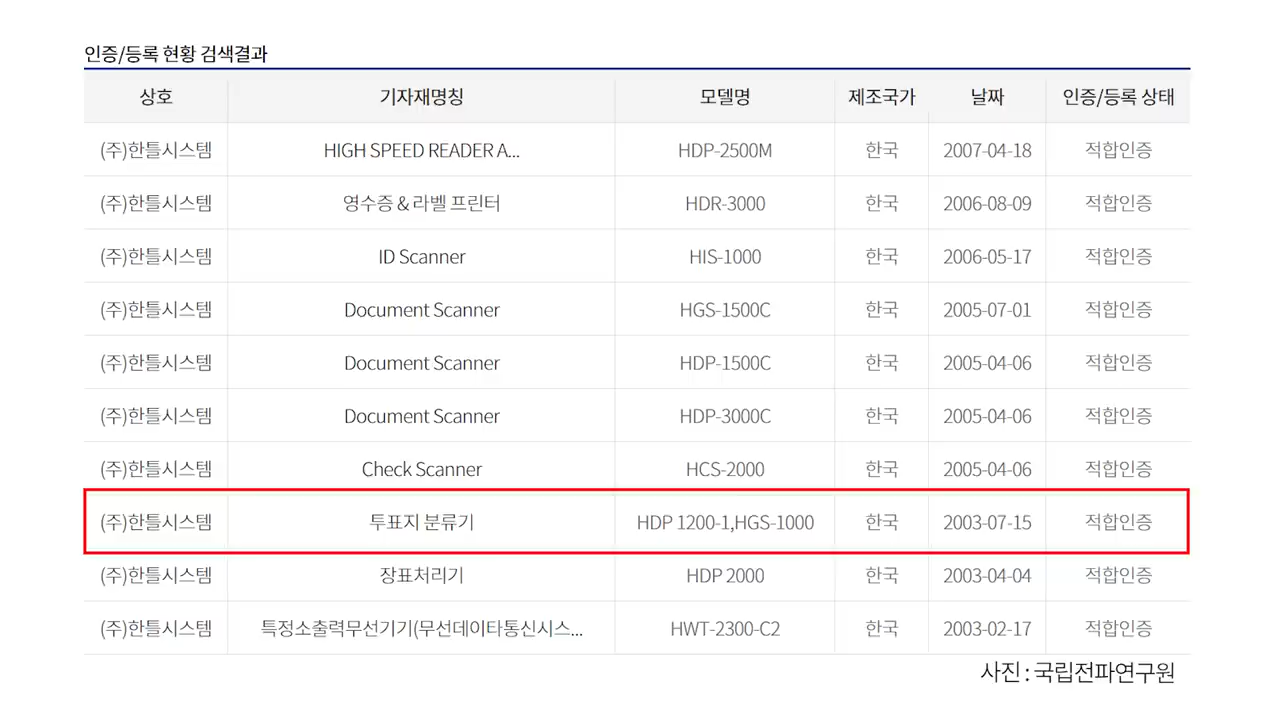 인증/등록 현황 검색결과
상호 기자재명칭 모델명 제조국가 날짜 인증/등록 상태
(주)한틀시스템 HIGH SPEED READER A... HDP-2500M 한국 2007-04-18 적합인증
(주)한틀시스템 영수증 & 라벨 프린터 HDR-3000 한국 2006-08-09 적합인증
(주)한틀시스템 ID Scanner HIS-1000 한국 2006-05-17 적합인증
(주)한틀시스템 Document Scanner HGS-1500C 한국 2005-07-01 적합인증
(주)한틀시스템 Document Scanner HDP-1500C 한국 2005-04-06 적합인증
(주)한틀시스템 Document Scanner HDP-3000C 한국 2005-04-06 적합인증
(주)한틀시스템 Check Scanner HCS-2000 한국 2005-04-06 적합인증
(주)한틀시스템 투표지 분류기 HDP 1200-1,HGS-1000 한국 2003-07-15 적합인증
(주)한틀시스템 장표처리기 HDP 2000 한국 2003-04-04 적합인증
(주)한틀시스템 특정소출력무선기기(무선데이타통신시스... HWT-2300-C2 한국 2003-02-17 적합인증
사진 : 국립전파연구원